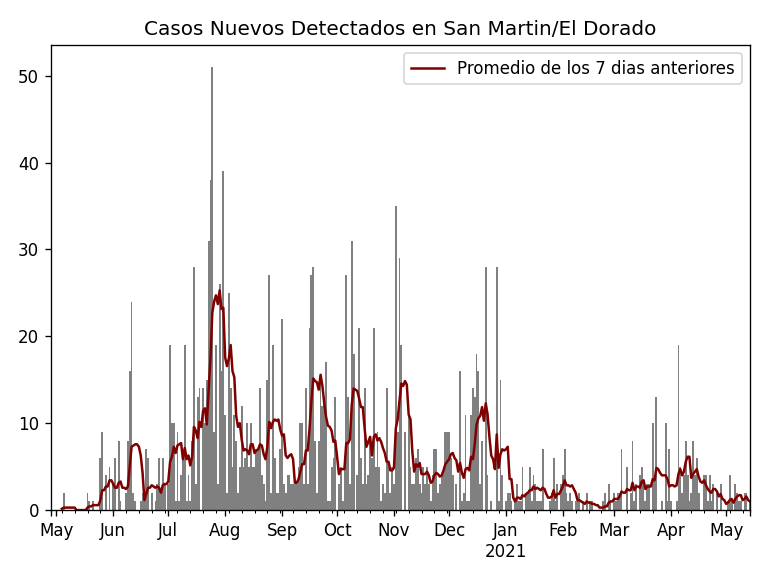 Casos Nuevos Detectados en San Martin/El Dorado
Promedio de los 7 dias anteriores
50
40
30
20
10
0
May Jun Jul Aug Sep Oct Nov Dec Jan Feb Mar Apr May
2021